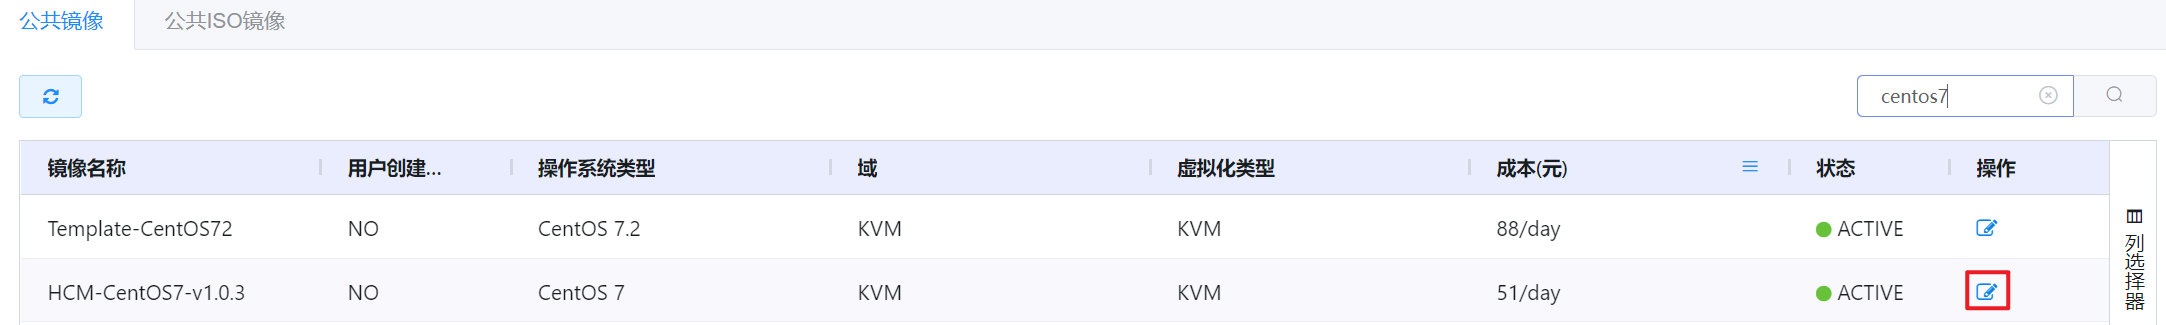 公共镜像 公共ISO镜像
centos7
镜像名称 用户创建... 操作系统类型 域 虚拟化类型 成本(元) 状态 操作
Template-CentOS72 NO CentOS 7.2 KVM KVM 88/day ACTIVE
HCM-CentOS7-v1.0.3 NO CentOS 7 KVM KVM 51/day ACTIVE
列选择器